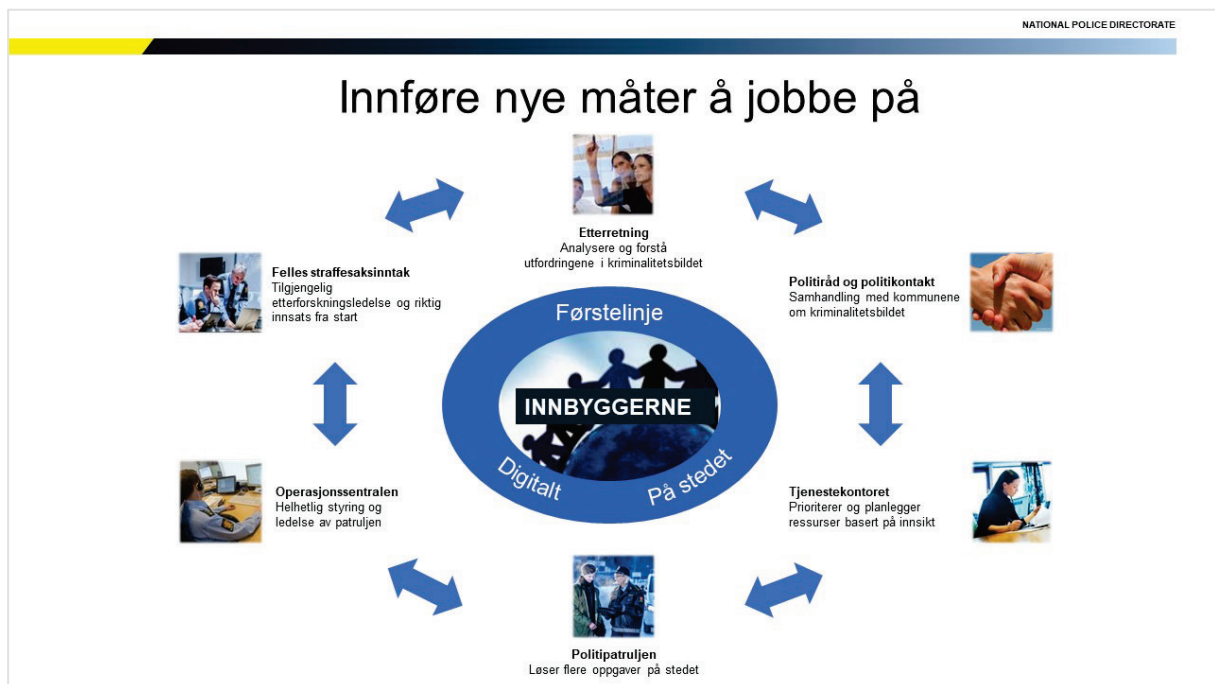 NATIONAL POLICE DIRECTORATE
Innføre nye måter å jobbe på
Etterretning
Analysere og forstå
utfordringene i kriminalitetsbildet
Felles straffesaksinntak
Tilgjengelig
etterforskningsledelse og riktig
innsats fra start
Politiråd og politikontakt
Samhandling med kommunene
om kriminalitetsbildet
Førstelinje
INNBYGGERNE
Digitalt
På stedet
Operasjonssentralen
Helhetlig styring og
ledelse av patruljen
Tjenestekontoret
Prioriterer og planlegger
ressurser basert på innsikt
Politipatruljen
Løser flere oppgaver på stedet